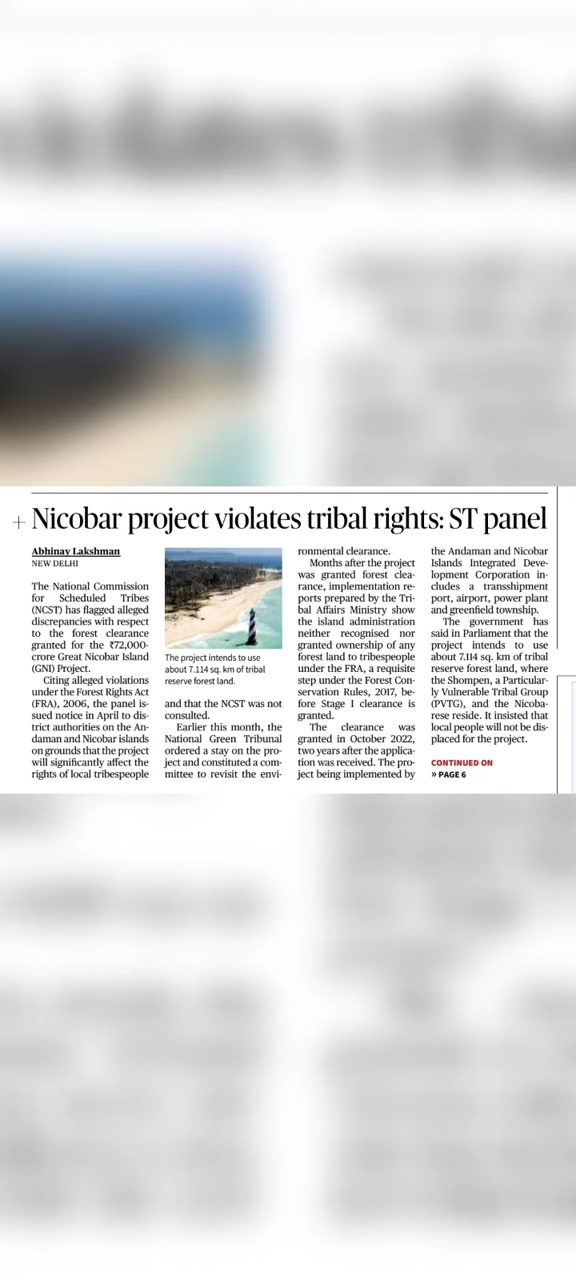 Nicobar project violates tribal rights: ST panel
Abhinay Lakshman
NEW DELHI
The National Commission
for Scheduled Tribes
(NCST) has flagged alleged
discrepancies with respect
to the forest clearance
granted for the ₹72,000-
crore Great Nicobar Island
(GNI) Project.
Citing alleged violations
under the Forest Rights Act
(FRA), 2006, the panel is-
sued notice in April to dis-
trict authorities on the An-
daman and Nicobar islands
on grounds that the project
will significantly affect the
rights of local tribespeople
The project intends to use
about 7.114 sq. km of tribal
reserve forest land.
and that the NCST was not
consulted.
Earlier this month, the
National Green Tribunal
ordered a stay on the pro-
ject and constituted a com-
mittee to revisit the envi-
ronmental clearance.
Months after the project
was granted forest clea-
rance, implementation re-
ports prepared by the Tri-
bal Affairs Ministry show
the island administration
neither recognised nor
granted ownership of any
forest land to tribespeople
under the FRA, a requisite
step under the Forest Con-
servation Rules, 2017, be-
fore Stage I clearance is
granted.
The clearance was
granted in October 2022,
two years after the applica-
tion was received. The pro-
ject being implemented by
the Andaman and Nicobar
Islands Integrated Deve-
lopment Corporation in-
cludes a transshipment
port, airport, power plant
and greenfield township.
The government has
said in Parliament that the
project intends to use
about 7.114 sq. km of tribal
reserve forest land, where
the Shompen, a Particular-
ly Vulnerable Tribal Group
(PVTG), and the Nicoba-
rese reside. It insisted that
local people will not be dis-
placed for the project.
CONTINUED ON
» PAGE 6